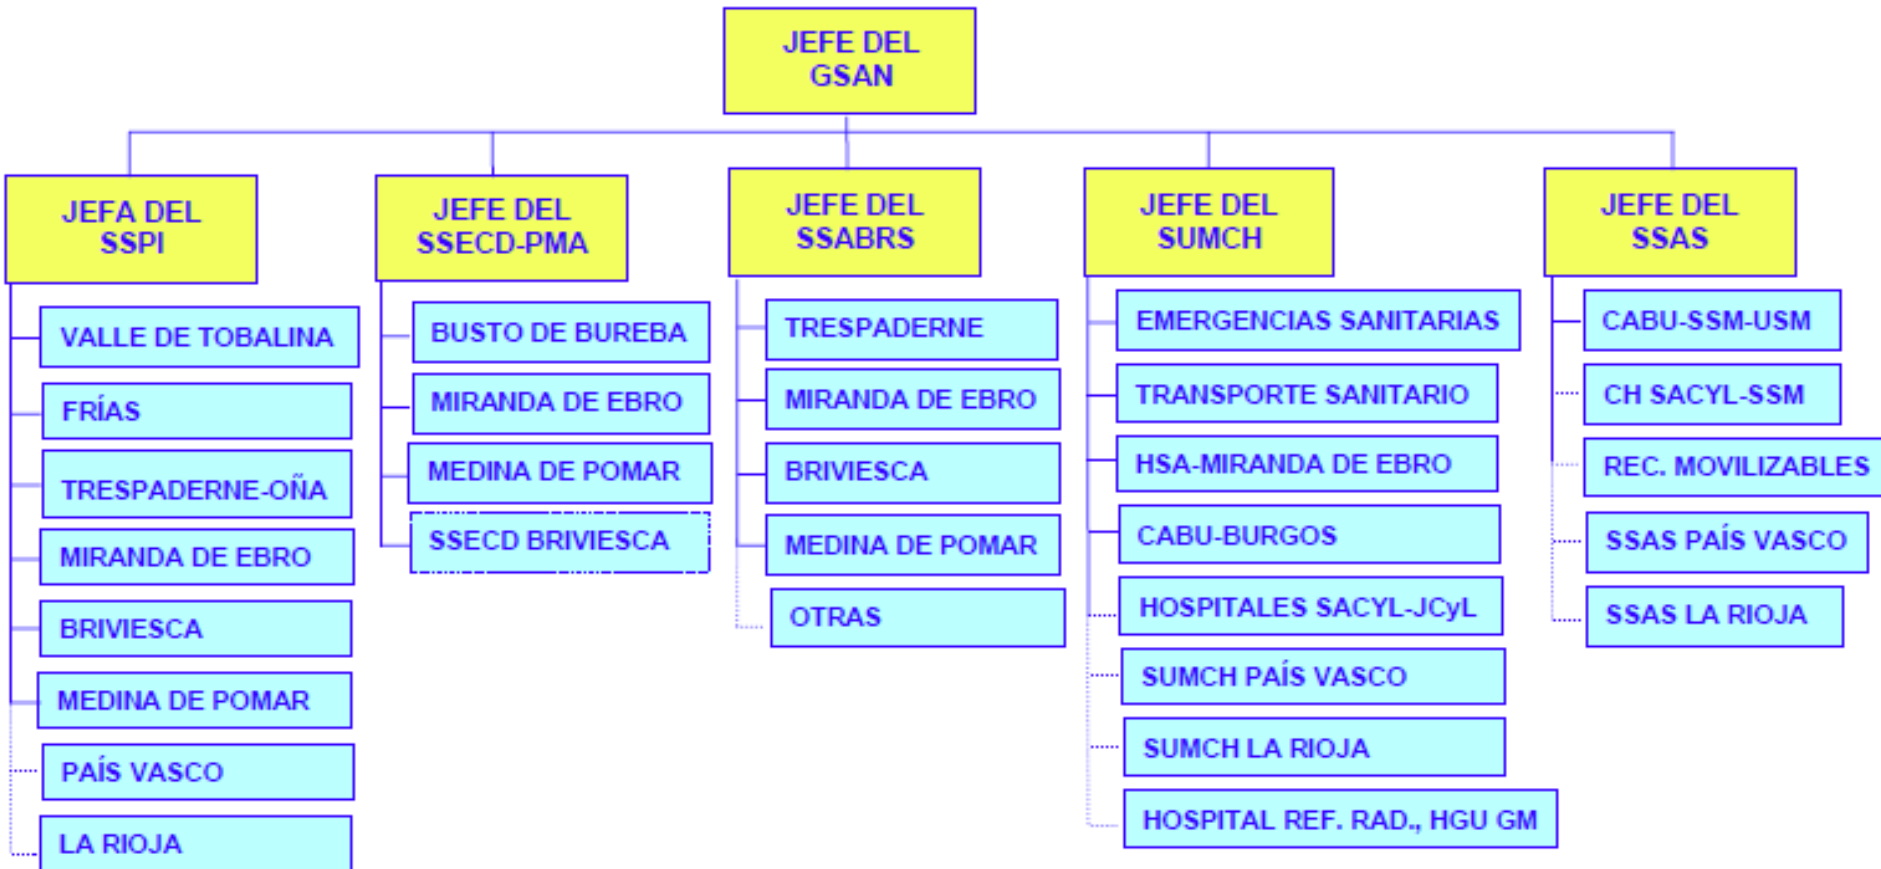 JEFE DEL
GSAN
JEFA DEL
SSPI
VALLE DE TOBALINA
FRÍAS
TRESPADERNE-OÑA
MIRANDA DE EBRO
BRIVIESCA
MEDINA DE POMAR
PAÍS VASCO
LA RIOJA
JEFE DEL
SSECD-PMA
BUSTO DE BUREBA
MIRANDA DE EBRO
MEDINA DE POMAR
SSECD BRIVIESCA
JEFE DEL
SSABRS
TRESPADERNE
MIRANDA DE EBRO
BRIVIESCA
MEDINA DE POMAR
OTRAS
JEFE DEL
SUMCH
EMERGENCIAS SANITARIAS
TRANSPORTE SANITARIO
HSA-MIRANDA DE EBRO
CABU-BURGOS
HOSPITALES SACYL-JCyL
SUMCH PAÍS VASCO
SUMCH LA RIOJA
HOSPITAL REF. RAD., HGU GM
JEFE DEL
SSAS
CABU-SSM-USM
CH SACYL-SSM
REC. MOVILIZABLES
SSAS PAÍS VASCO
SSAS LA RIOJA